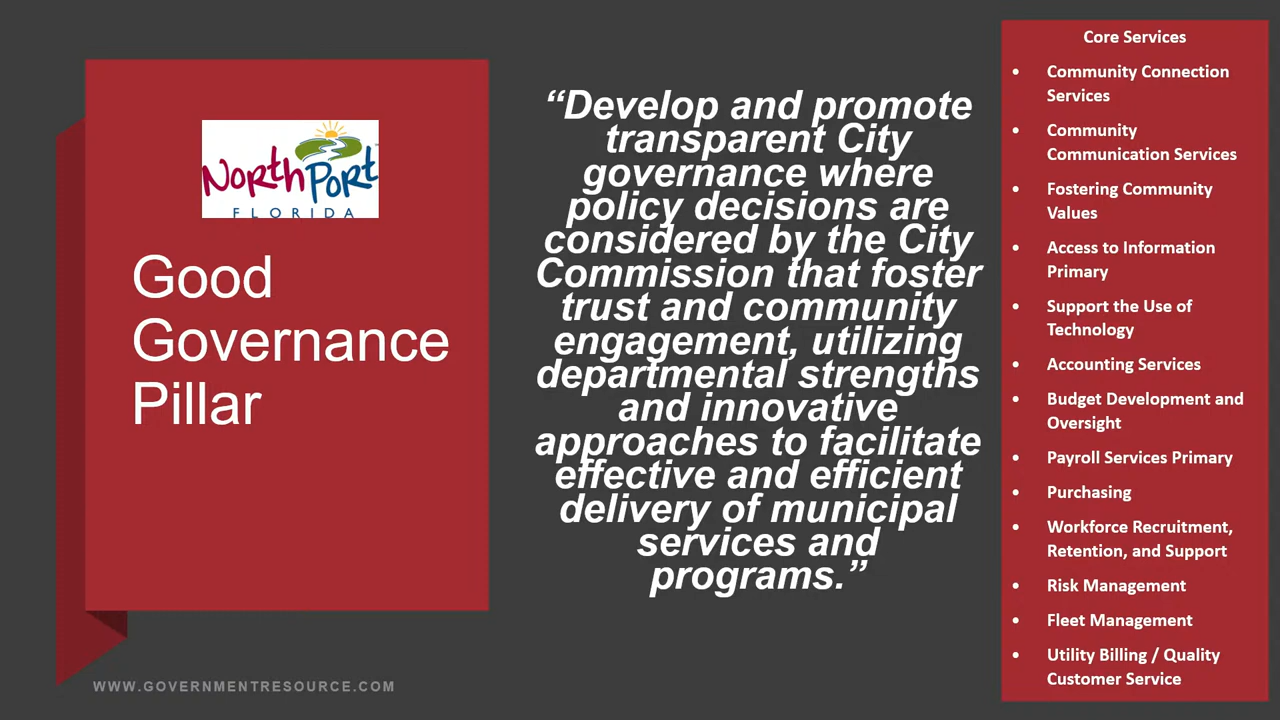 North Port
FLORIDA
Good
Governance
Pillar
WWW.GOVERNMENTRESOURCE.COM
“Develop and promote
transparent City
governance where
policy decisions are
considered by the City
Commission that foster
trust and community
engagement, utilizing
departmental strengths
and innovative
approaches to facilitate
effective and efficient
delivery of municipal
services and
programs.”
Core Services
• Community Connection
Services
• Community
Communication Services
• Fostering Community
Values
• Access to Information
Primary
• Support the Use of
Technology
• Accounting Services
• Budget Development and
Oversight
• Payroll Services Primary
• Purchasing
• Workforce Recruitment,
Retention, and Support
• Risk Management
• Fleet Management
• Utility Billing / Quality
Customer Service